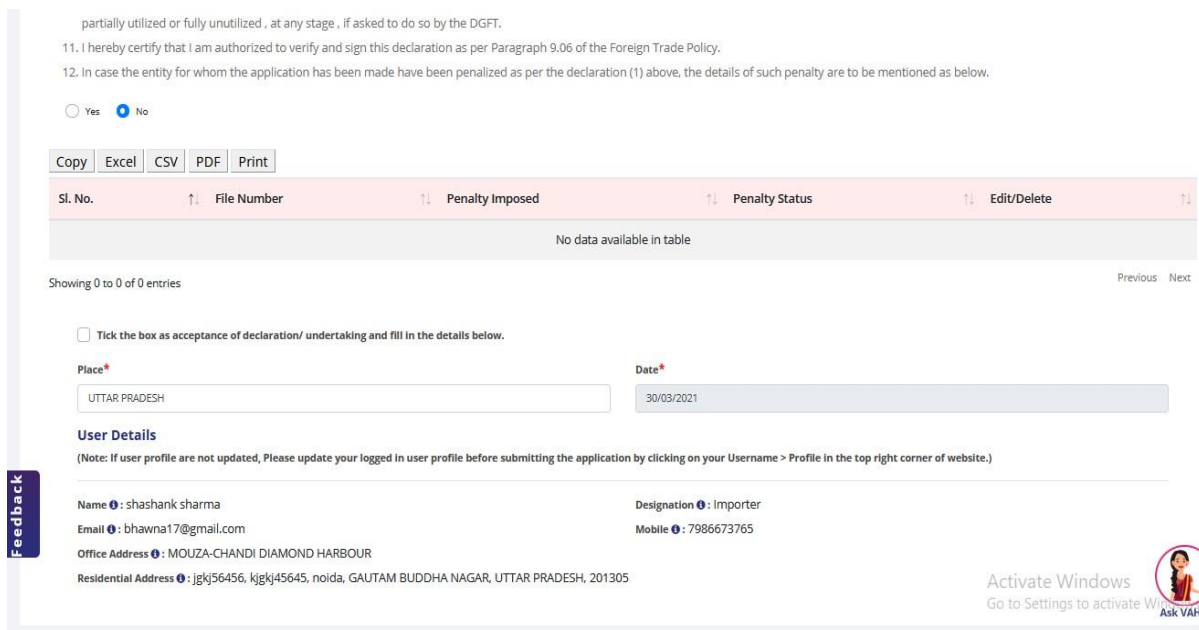 partially utilized or fully unutilized , at any stage , if asked to do so by the DGFT.
11. I hereby certify that I am authorized to verify and sign this declaration as per Paragraph 9.06 of the Foreign Trade Policy.
12. In case the entity for whom the application has been made have been penalized as per the declaration (1) above, the details of such penalty are to be mentioned as below.
Yes No
Copy Excel CSV PDF Print
Sl. No. File Number Penalty Imposed Penalty Status Edit/Delete
No data available in table
Showing 0 to 0 of 0 entries Previous Next
Tick the box as acceptance of declaration/ undertaking and fill in the details below.
Place* Date*
UTTAR PRADESH 30/03/2021
User Details
(Note: If user profile are not updated, Please update your logged in user profile before submitting the application by clicking on your Username > Profile in the top right corner of website.)
Feedback
Name : shashank sharma Designation : Importer
Email : bhawna17@gmail.com Mobile : 7986673765
Office Address : MOUZA-CHANDI DIAMOND HARBOUR
Residential Address : jgkj56456, kjgkj45645, noida, GAUTAM BUDDHA NAGAR, UTTAR PRADESH, 201305
Activate Windows
Go to Settings to activate
Ask VAH